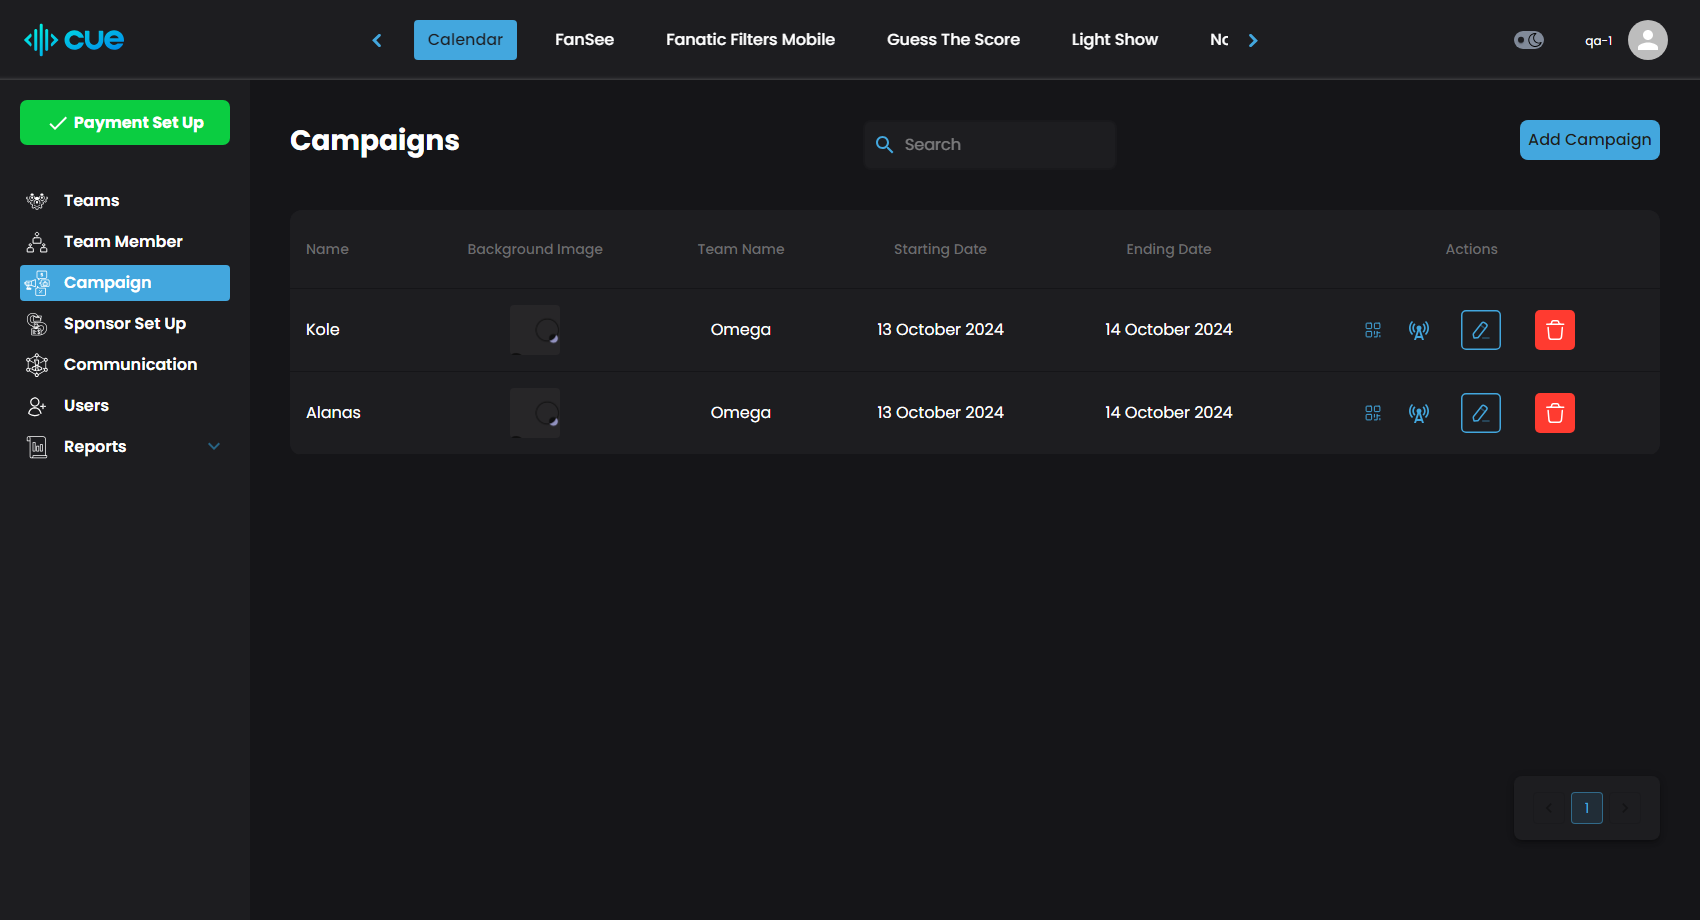 cue
Calendar
FanSee
Fanatic Filters Mobile
Guess The Score
Light Show
qa-1
Payment Set Up
Teams
Team Member
Campaign
Sponsor Set Up
Communication
Users
Reports
Campaigns
Search
Add Campaign
Name Background Image Team Name Starting Date Ending Date Actions
Kole Omega 13 October 2024 14 October 2024
Alanas Omega 13 October 2024 14 October 2024
1